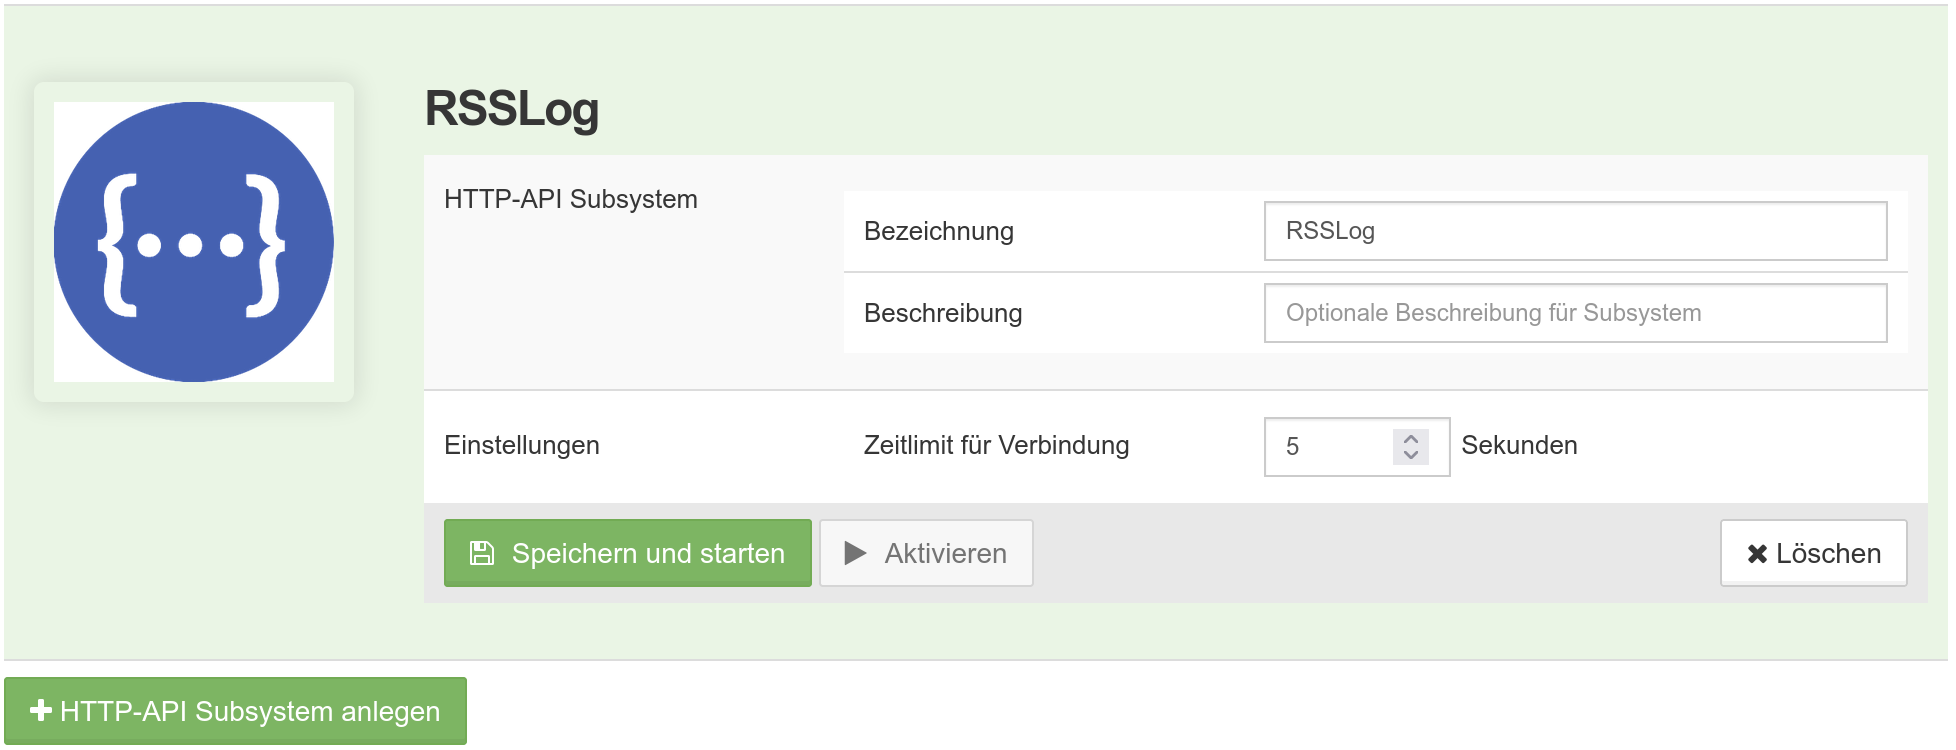 RSSLog
HTTP-API Subsystem
Bezeichnung
RSSLog
Beschreibung
Optionale Beschreibung für Subsystem
Einstellungen
Zeitlimit für Verbindung
5
Sekunden
Speichern und starten
Aktivieren
Löschen
HTTP-API Subsystem anlegen